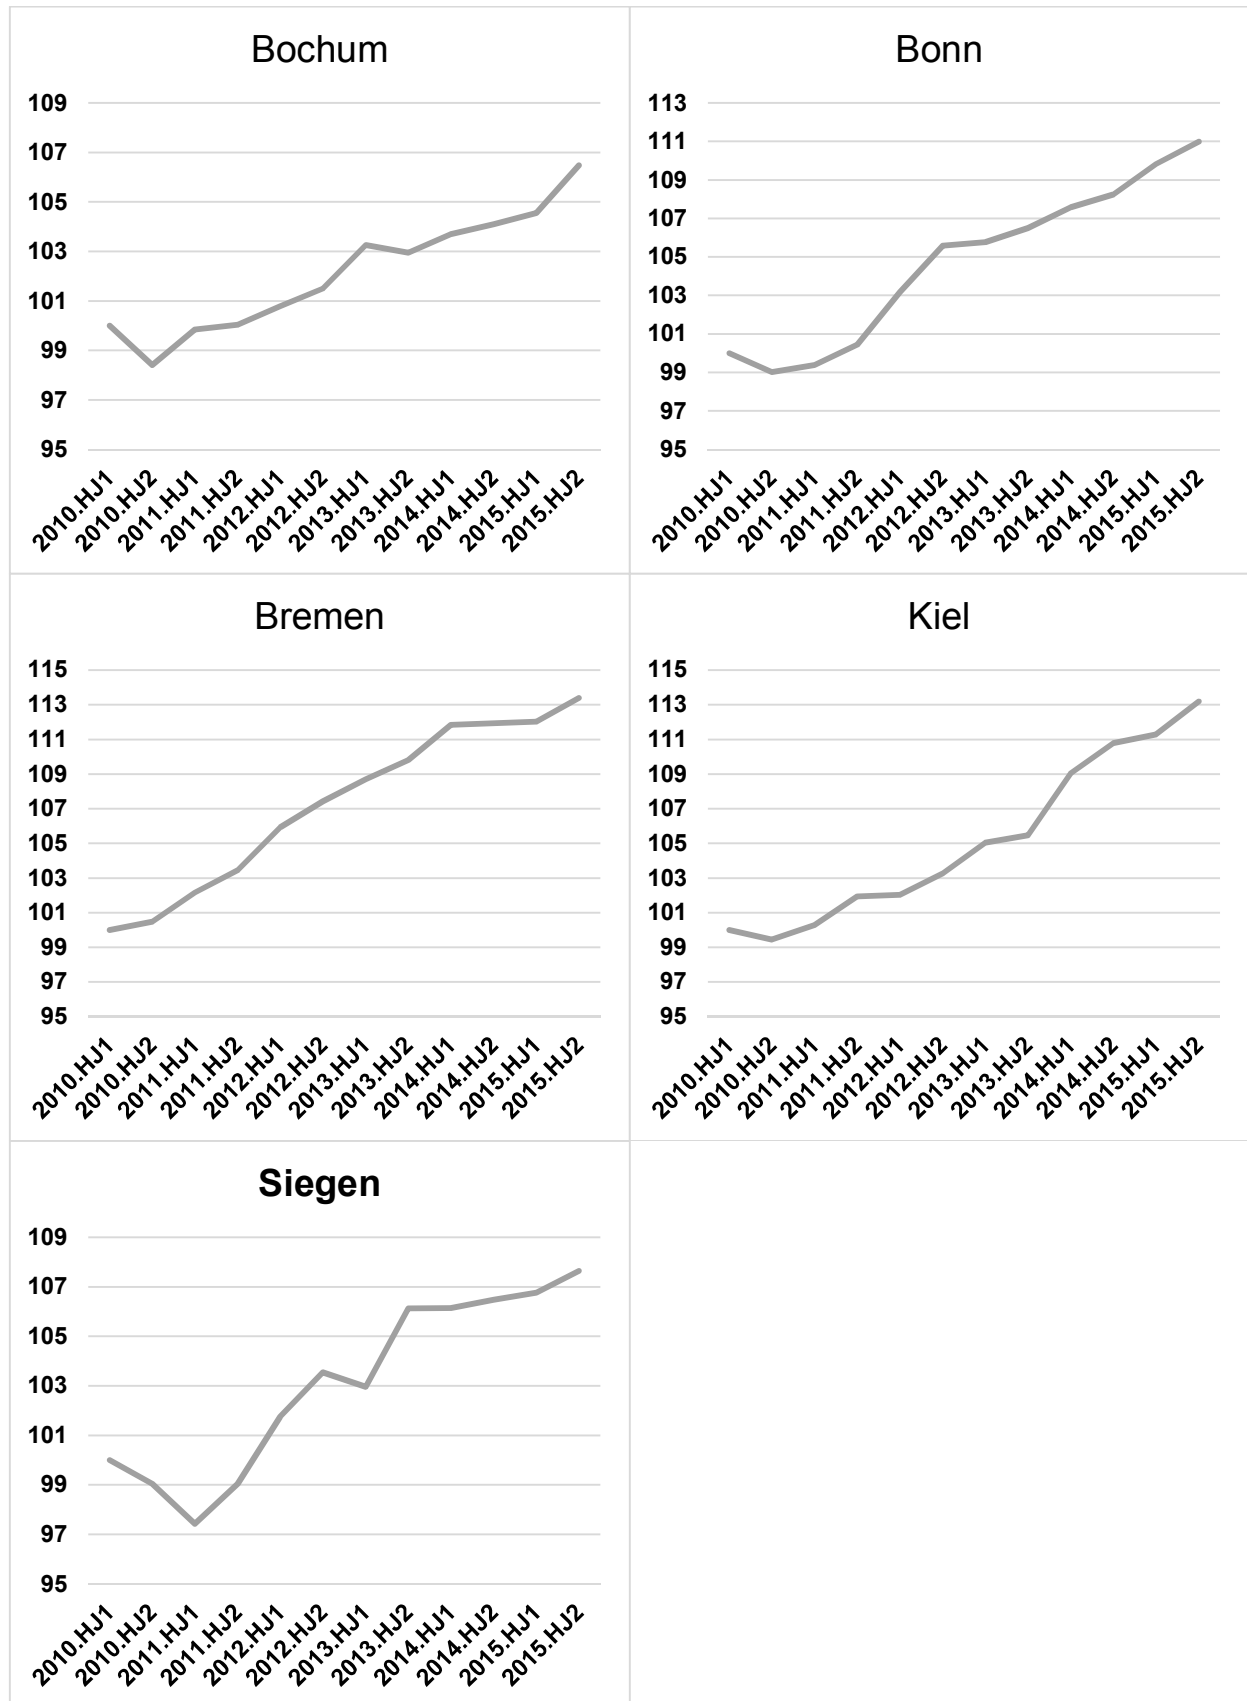 Bochum
109
107
105
103
101
99
97
95
2010.HJ1
2010.HJ2
2011.HJ1
2011.HJ2
2012.HJ1
2012.HJ2
2013.HJ1
2013.HJ2
2014.HJ1
2014.HJ2
2015.HJ1
2015.HJ2
Bonn
113
111
109
107
105
103
101
99
97
95
2010.HJ1
2010.HJ2
2011.HJ1
2011.HJ2
2012.HJ1
2012.HJ2
2013.HJ1
2013.HJ2
2014.HJ1
2014.HJ2
2015.HJ1
2015.HJ2
Bremen
115
113
111
109
107
105
103
101
99
97
95
2010.HJ1
2010.HJ2
2011.HJ1
2011.HJ2
2012.HJ1
2012.HJ2
2013.HJ1
2013.HJ2
2014.HJ1
2014.HJ2
2015.HJ1
2015.HJ2
Kiel
115
113
111
109
107
105
103
101
99
97
95
2010.HJ1
2010.HJ2
2011.HJ1
2011.HJ2
2012.HJ1
2012.HJ2
2013.HJ1
2013.HJ2
2014.HJ1
2014.HJ2
2015.HJ1
2015.HJ2
Siegen
109
107
105
103
101
99
97
95
2010.HJ1
2010.HJ2
2011.HJ1
2011.HJ2
2012.HJ1
2012.HJ2
2013.HJ1
2013.HJ2
2014.HJ1
2014.HJ2
2015.HJ1
2015.HJ2